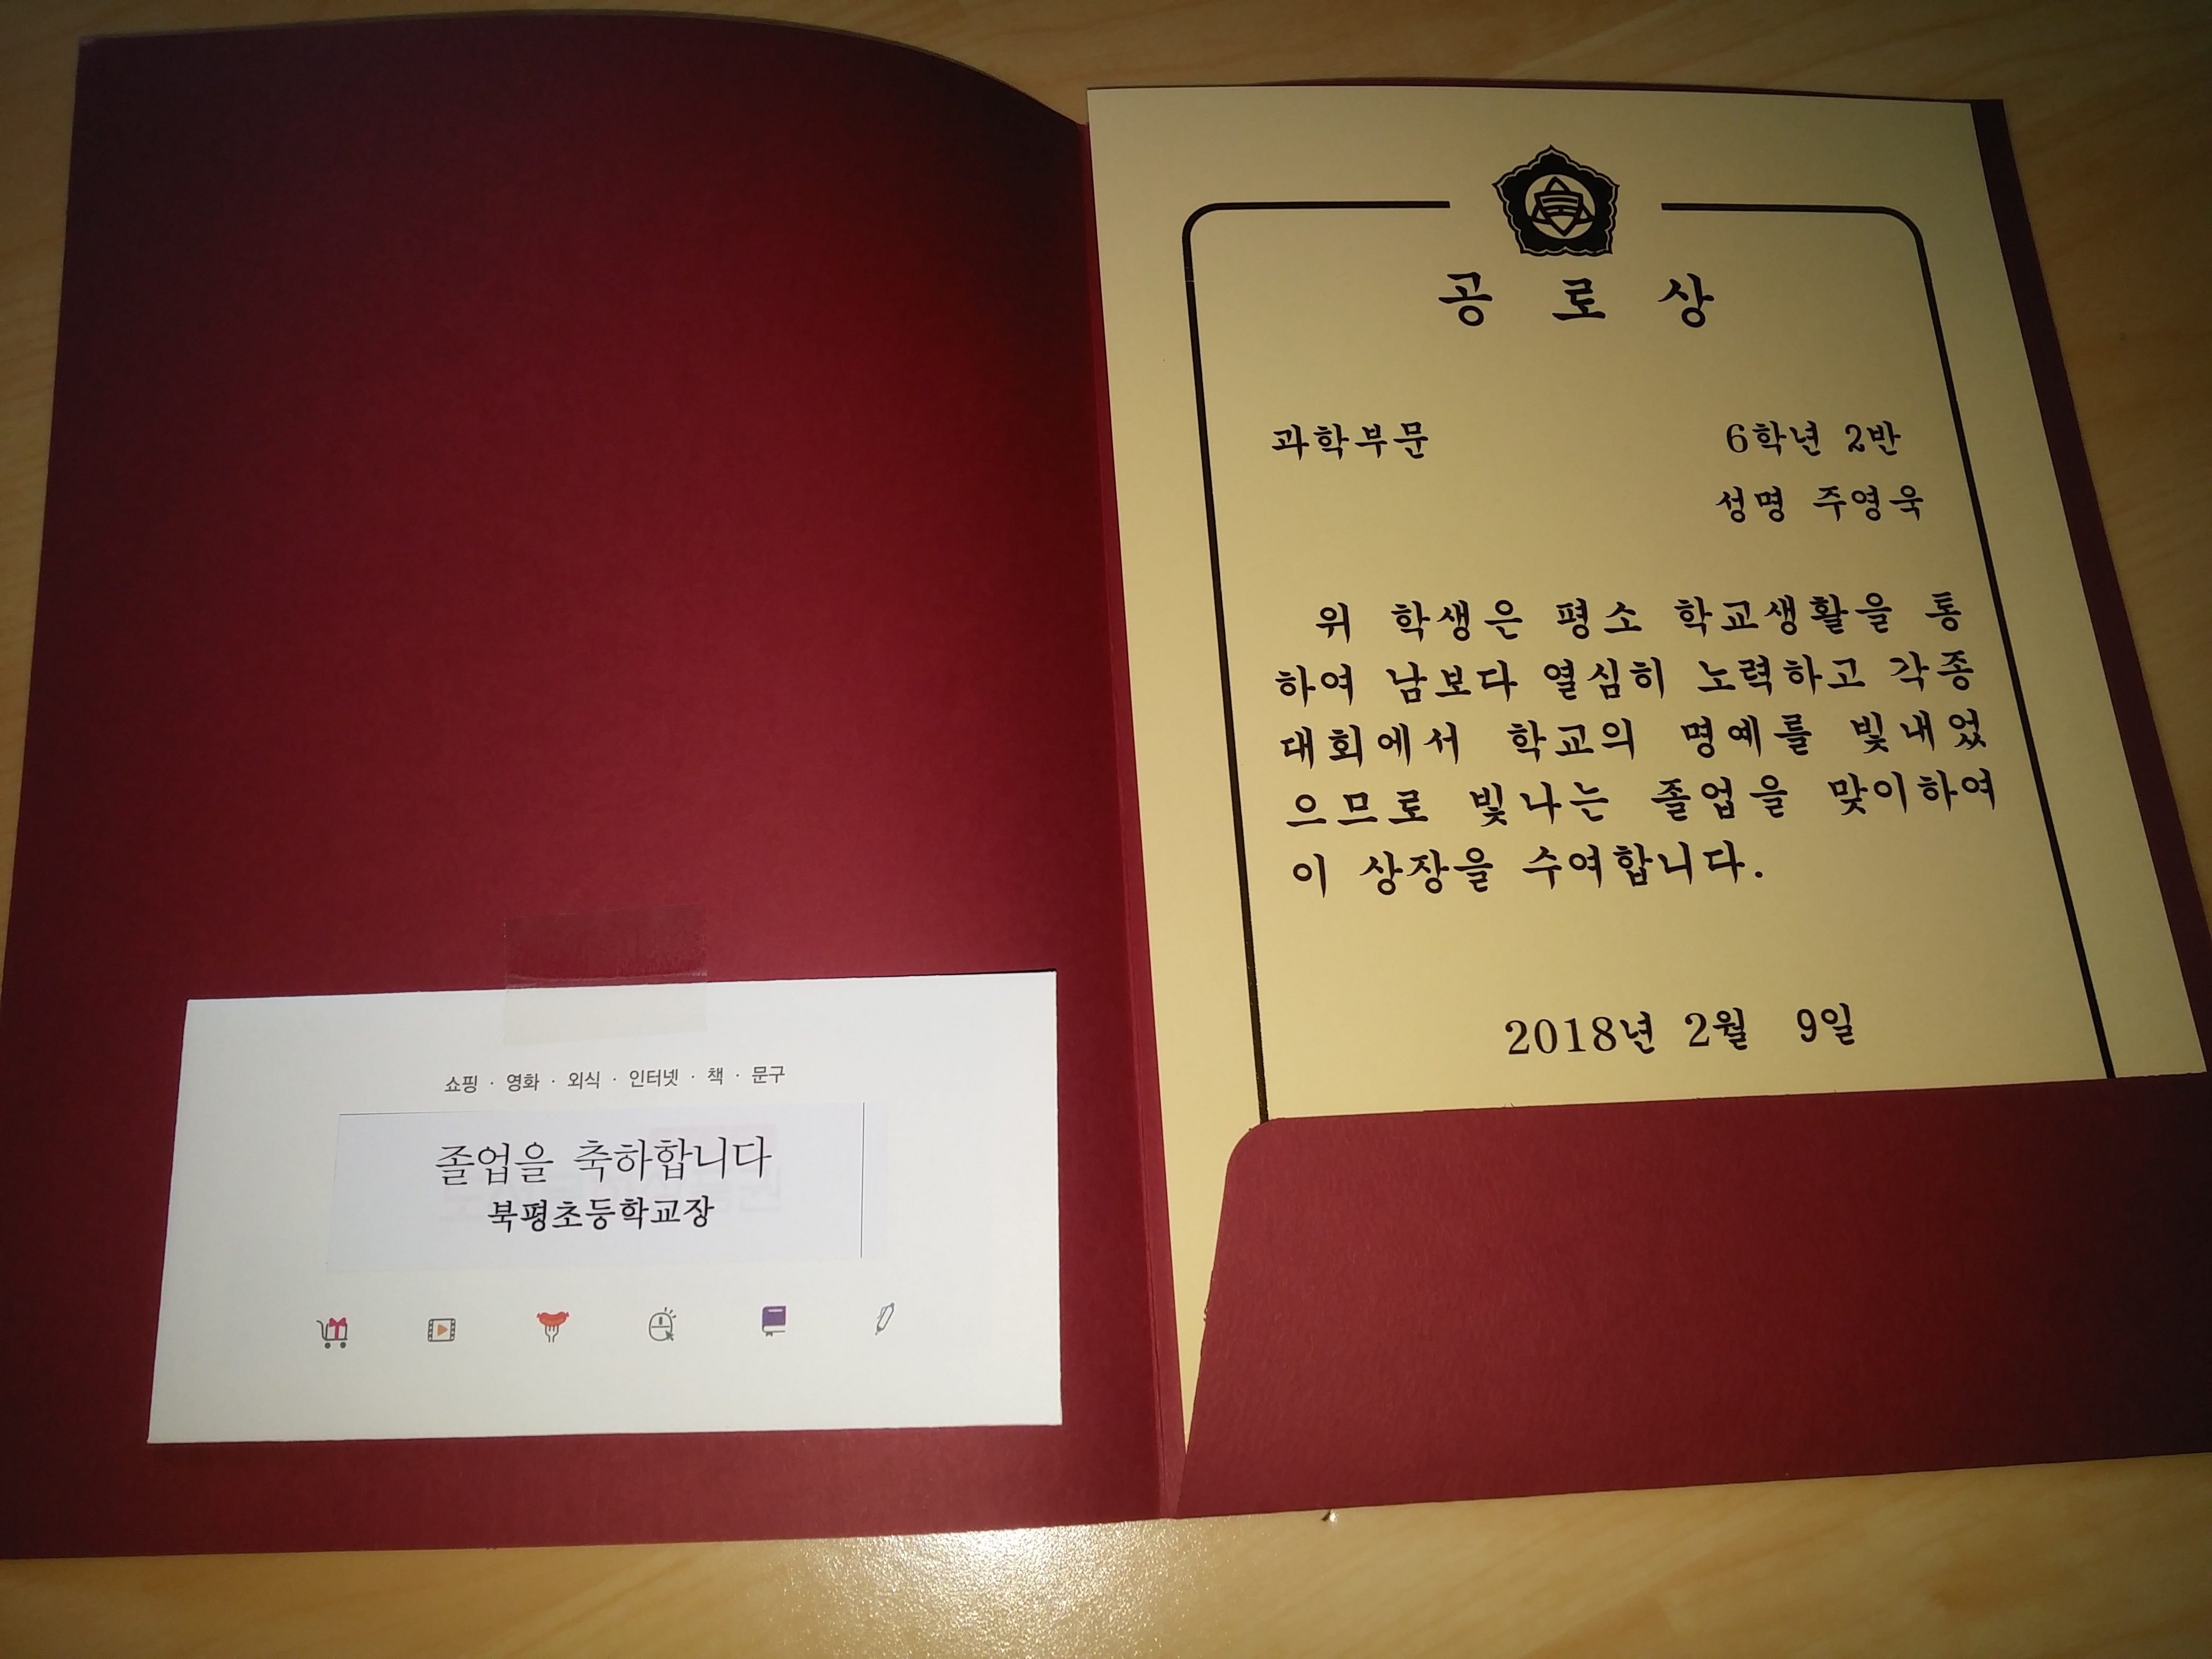 쇼핑 · 영화 · 외식 · 인터넷 · 책 · 문구
졸업을 축하합니다
북평초등학교장
공로상
과학부문
6학년 2반
성명 주영욱
위 학생은 평소 학교생활을 통
하여 남보다 열심히 노력하고 각종
대회에서 학교의 명예를 빛내었
으므로 빛나는 졸업을 맞이하여
이 상장을 수여합니다.
2018년 2월 9일